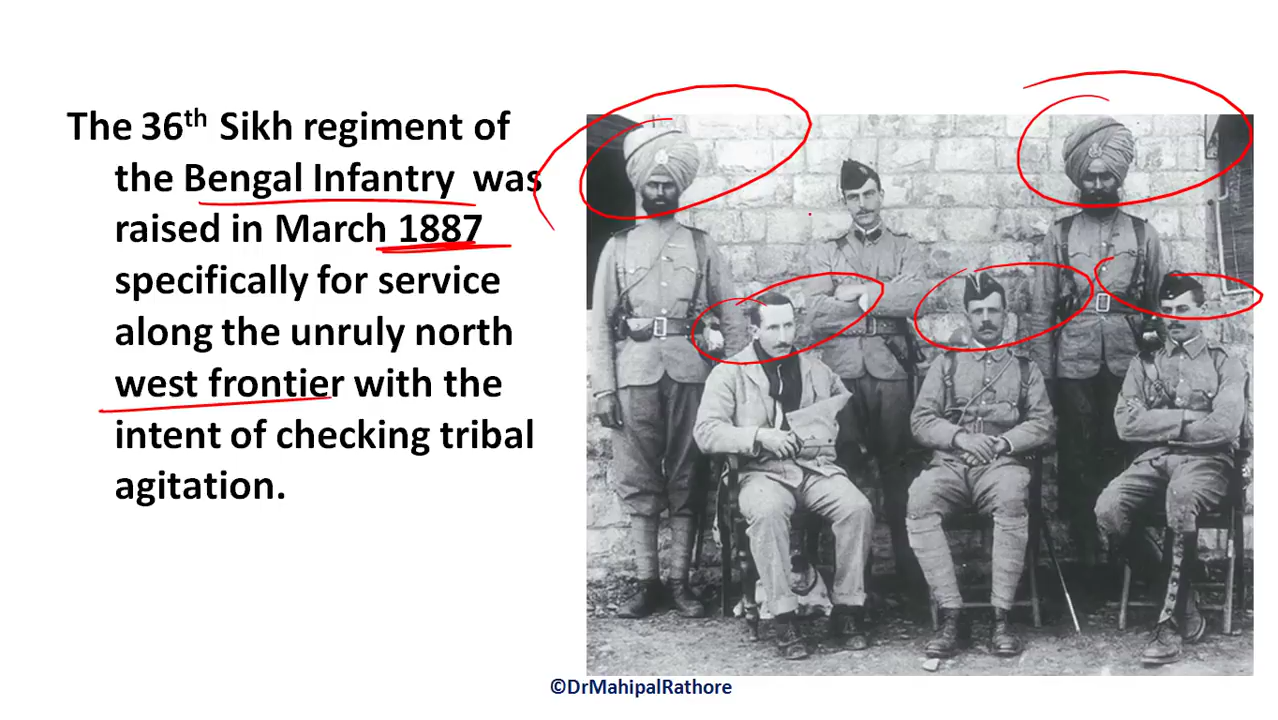 The 36th Sikh regiment of
the Bengal Infantry was
raised in March 1887
specifically for service
along the unruly north
west frontier with the
intent of checking tribal
agitation.
©DrMahipalRathore